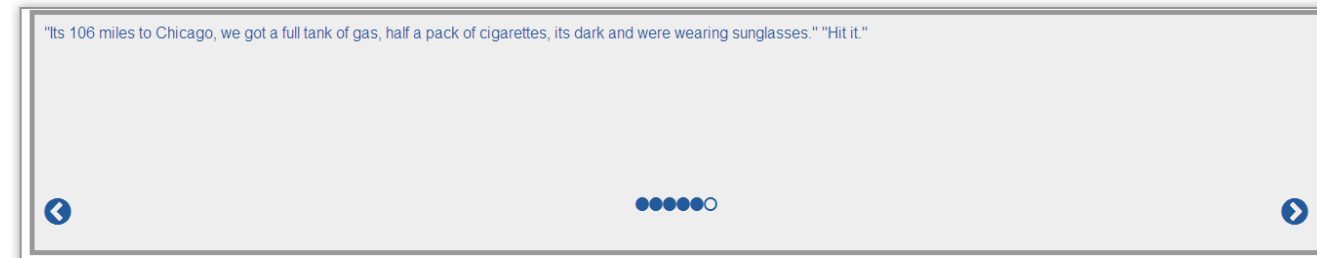 "Its 106 miles to Chicago, we got a full tank of gas, half a pack of cigarettes, its dark and were wearing sunglasses." "Hit it."